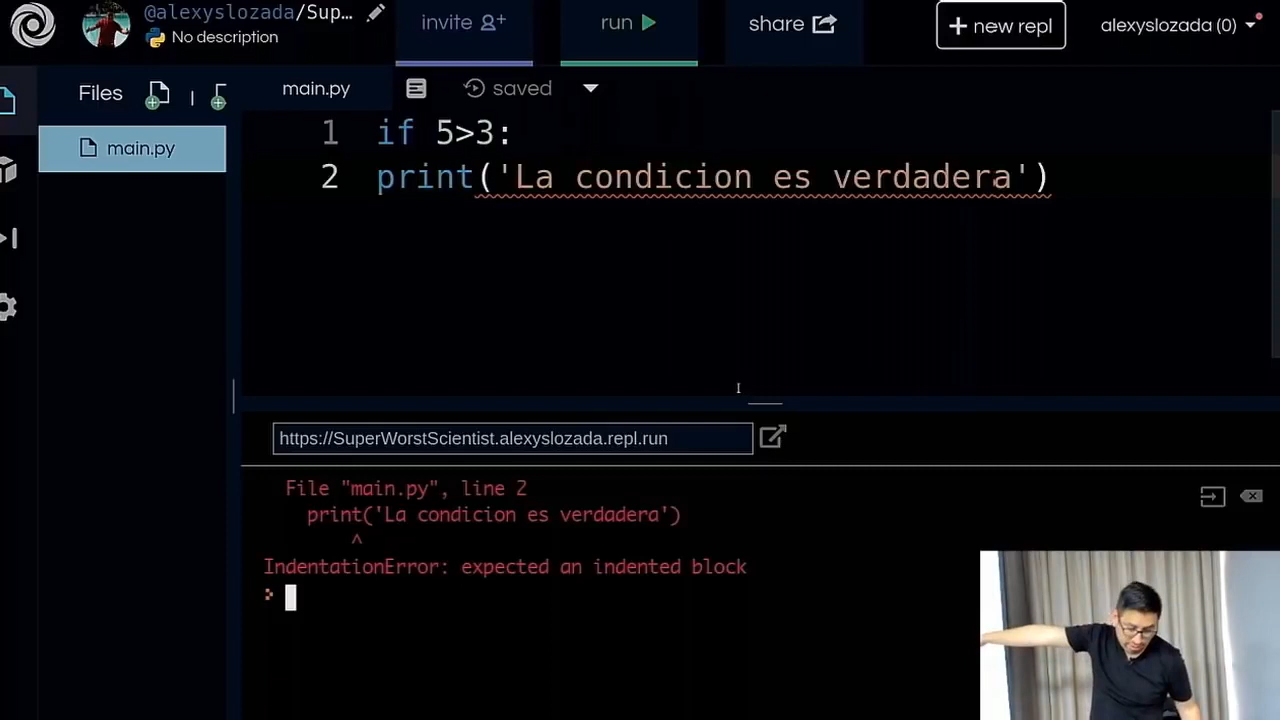 @alexyslozada/Sup...
No description
invite
run
share
+ new repl
alexyslozada (0)
Files
main.py
saved
main.py
1 if 5>3:
2 print('La condicion es verdadera')
https://SuperWorstScientist.alexyslozada.repl.run
File "main.py", line 2
print('La condicion es verdadera')
^
IndentationError: expected an indented block